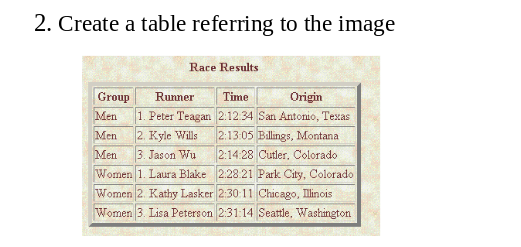 2. Create a table referring to the image
Race Results
Group Runner Time Origin
Men 1. Peter Teagan 2:12:34 San Antonio, Texas
Men 2. Kyle Wills 2:13:05 Billings, Montana
Men 3. Jason Wu 2:14:28 Cutler, Colorado
Women 1. Laura Blake 2:28:21 Park City, Colorado
Women 2. Kathy Lasker 2:30:11 Chicago, Illinois
Women 3. Lisa Peterson 2:31:14 Seattle, Washington